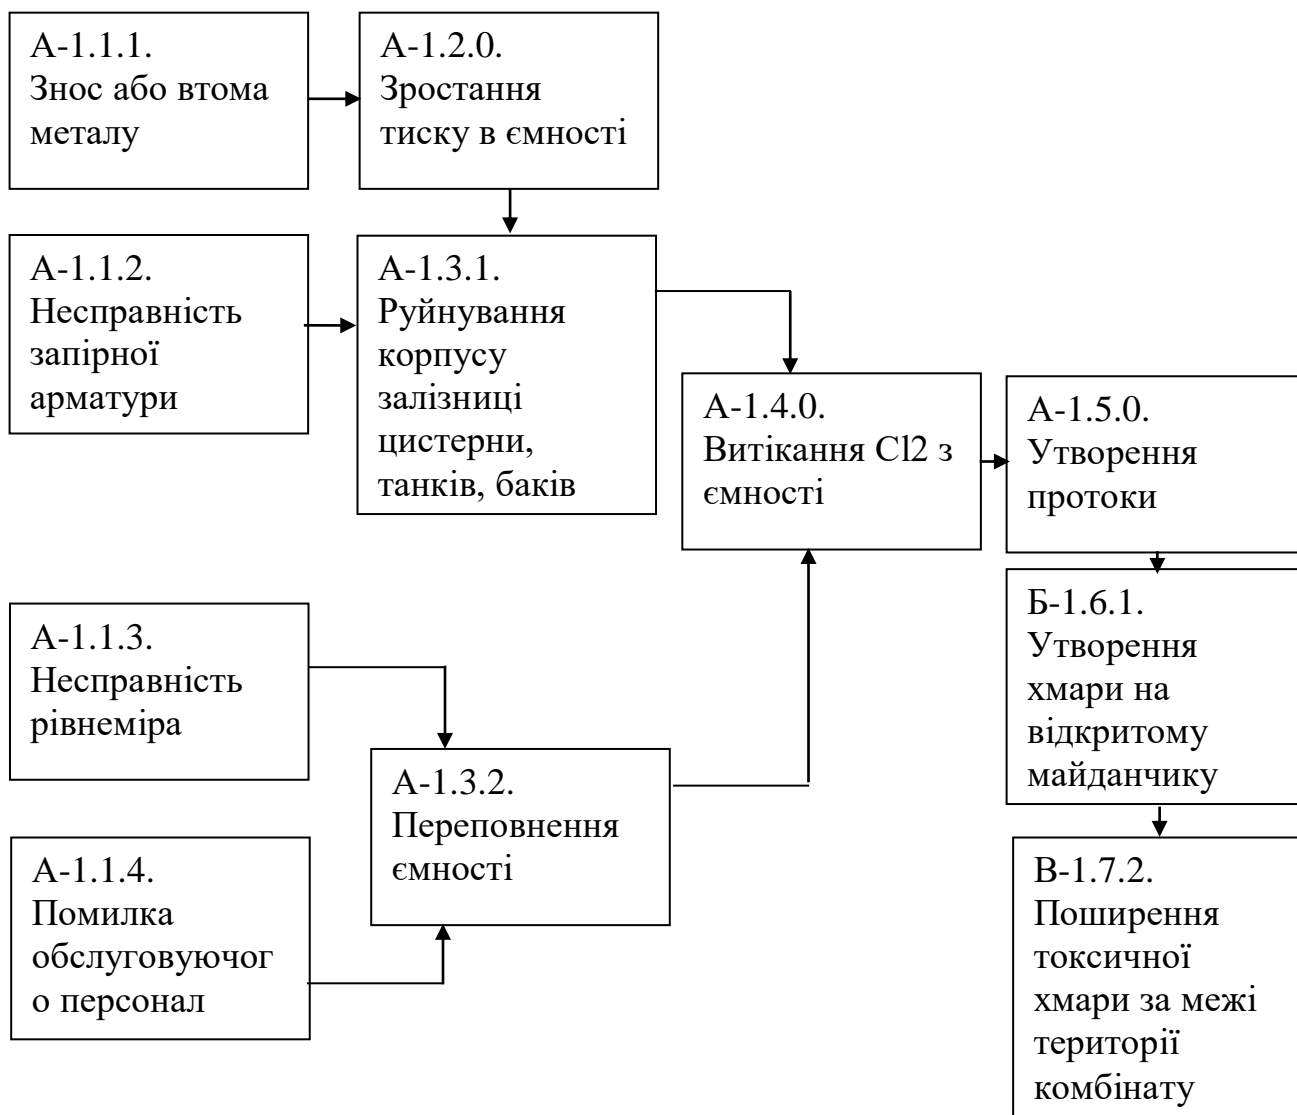 А-1.1.1.
Знос або втома
металу
А-1.2.0.
Зростання
тиску в ємності
А-1.1.2.
Несправність
запірної
арматури
А-1.3.1.
Руйнування
корпусу
залізниці
цистерни,
танків, баків
А-1.4.0.
Витікання Cl2 з
ємності
А-1.5.0.
Утворення
протоки
А-1.1.3.
Несправність
рівнеміра
Б-1.6.1.
Утворення
хмари на
відкритому
майданчику
А-1.3.2.
Переповнення
ємності
А-1.1.4.
Помилка
обслуговуючог
о персонал
В-1.7.2.
Поширення
токсичної
хмари за межі
території
комбінату